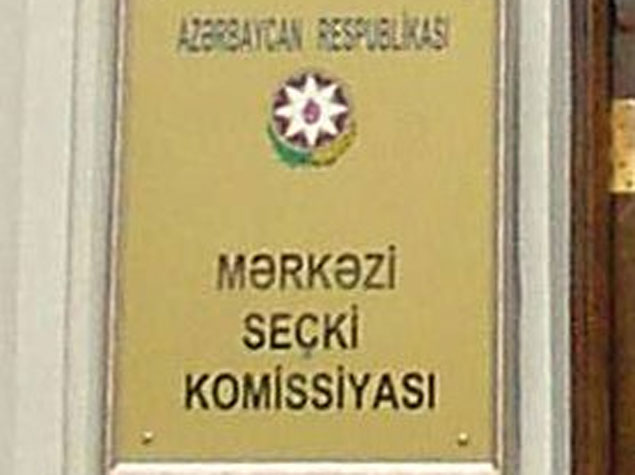 AZƏRBAYCAN RESPUBLİKASI
MƏRKƏZİ
SEÇKİ
KOMİSSİYASI